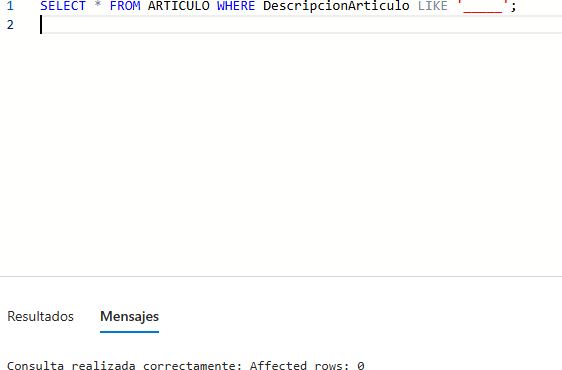 1 SELECT * FROM ARTICULO WHERE DescripcionArticulo LIKE '_____';
2
Resultados Mensajes
Consulta realizada correctamente: Affected rows: 0